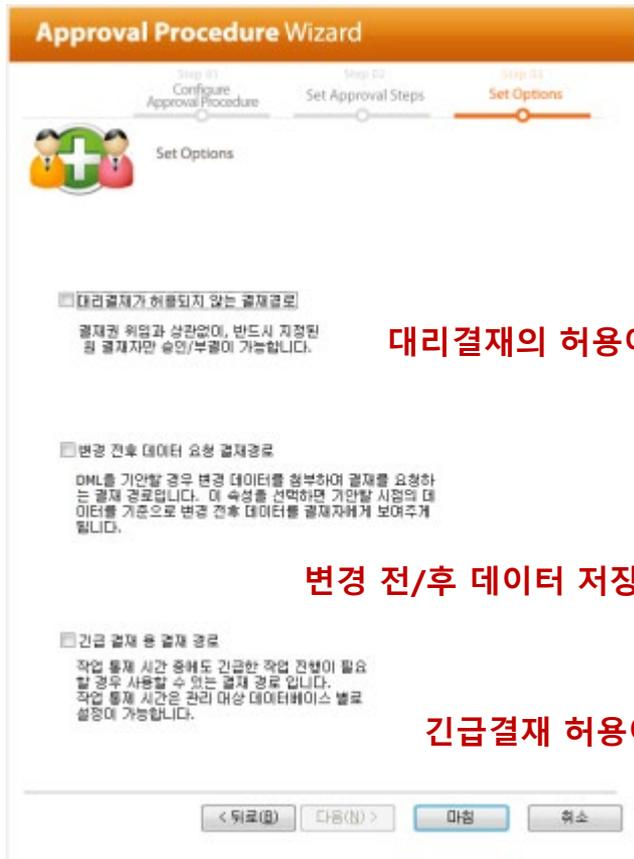 Approval Procedure Wizard
Step 01
Step 02
Step 03
Configure
Approval Procedure
Set Approval Steps
Set Options
Set Options
대리결재가 허용되지 않는 결재경로
결재권 위임과 상관없이, 반드시 지정된
원 결재자만 승인/부결이 가능합니다.
대리결재의 허용여
변경 전후 데이터 요청 결재경로
DML을 기안할 경우 변경 데이터를 첨부하여 결재를 요청하
는 결재 경로입니다. 이 속성을 선택하면 기안할 시점의 데
이터를 기준으로 변경 전후 데이터를 결재자에게 보여주게
됩니다.
변경 전/후 데이터 저장
긴급 결재 용 결재 경로
작업 통제 시간 중에도 긴급한 작업 진행이 필요
할 경우 사용할 수 있는 결재 경로 입니다.
작업 통제 시간은 관리 대상 데이터베이스 별로
설정이 가능합니다.
긴급결재 허용
< 뒤로(B)
다음(N) >
마침
취소